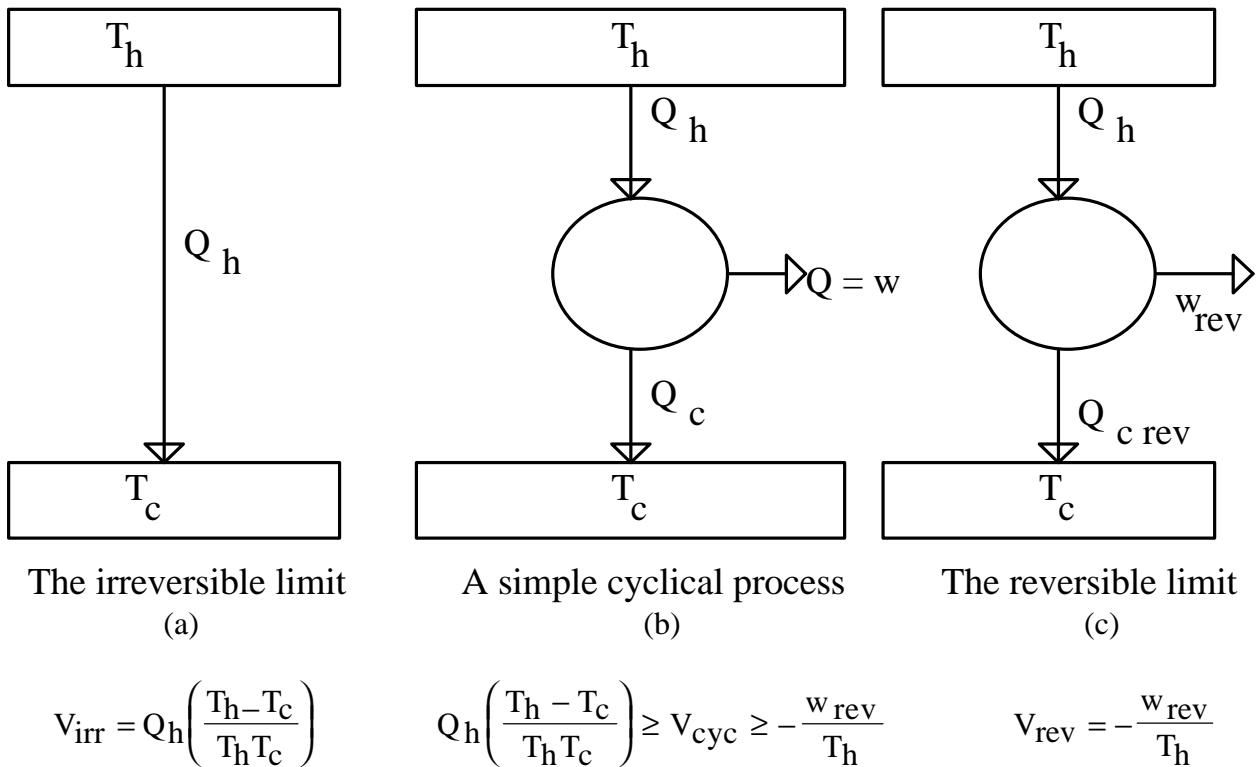 T_h
Q_h
T_c
The irreversible limit
(a)
V_irr = Q_h((T_h–T_c)/(T_h T_c))
T_h
Q_h
Q = w
Q_c
T_c
A simple cyclical process
(b)
Q_h((T_h – T_c)/(T_h T_c)) ≥ V_cyc ≥ – w_rev/T_h
T_h
Q_h
w_rev
Q_c rev
T_c
The reversible limit
(c)
V_rev = – w_rev/T_h